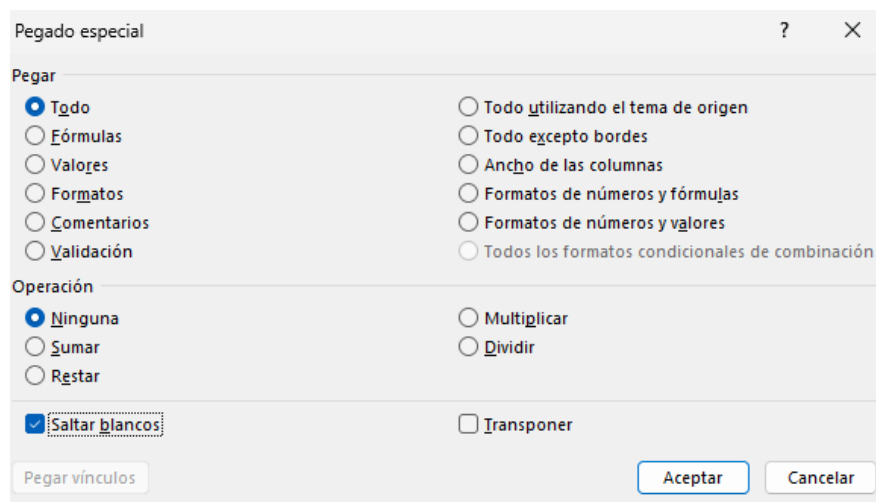 Pegado especial ?
Pegar
Todo
Fórmulas
Valores
Formatos
Comentarios
Validación
Todo utilizando el tema de origen
Todo excepto bordes
Ancho de las columnas
Formatos de números y fórmulas
Formatos de números y valores
Todos los formatos condicionales de combinación
Operación
Ninguna
Sumar
Restar
Multiplicar
Dividir
Saltar blancos
Transponer
Pegar vínculos
Aceptar
Cancelar